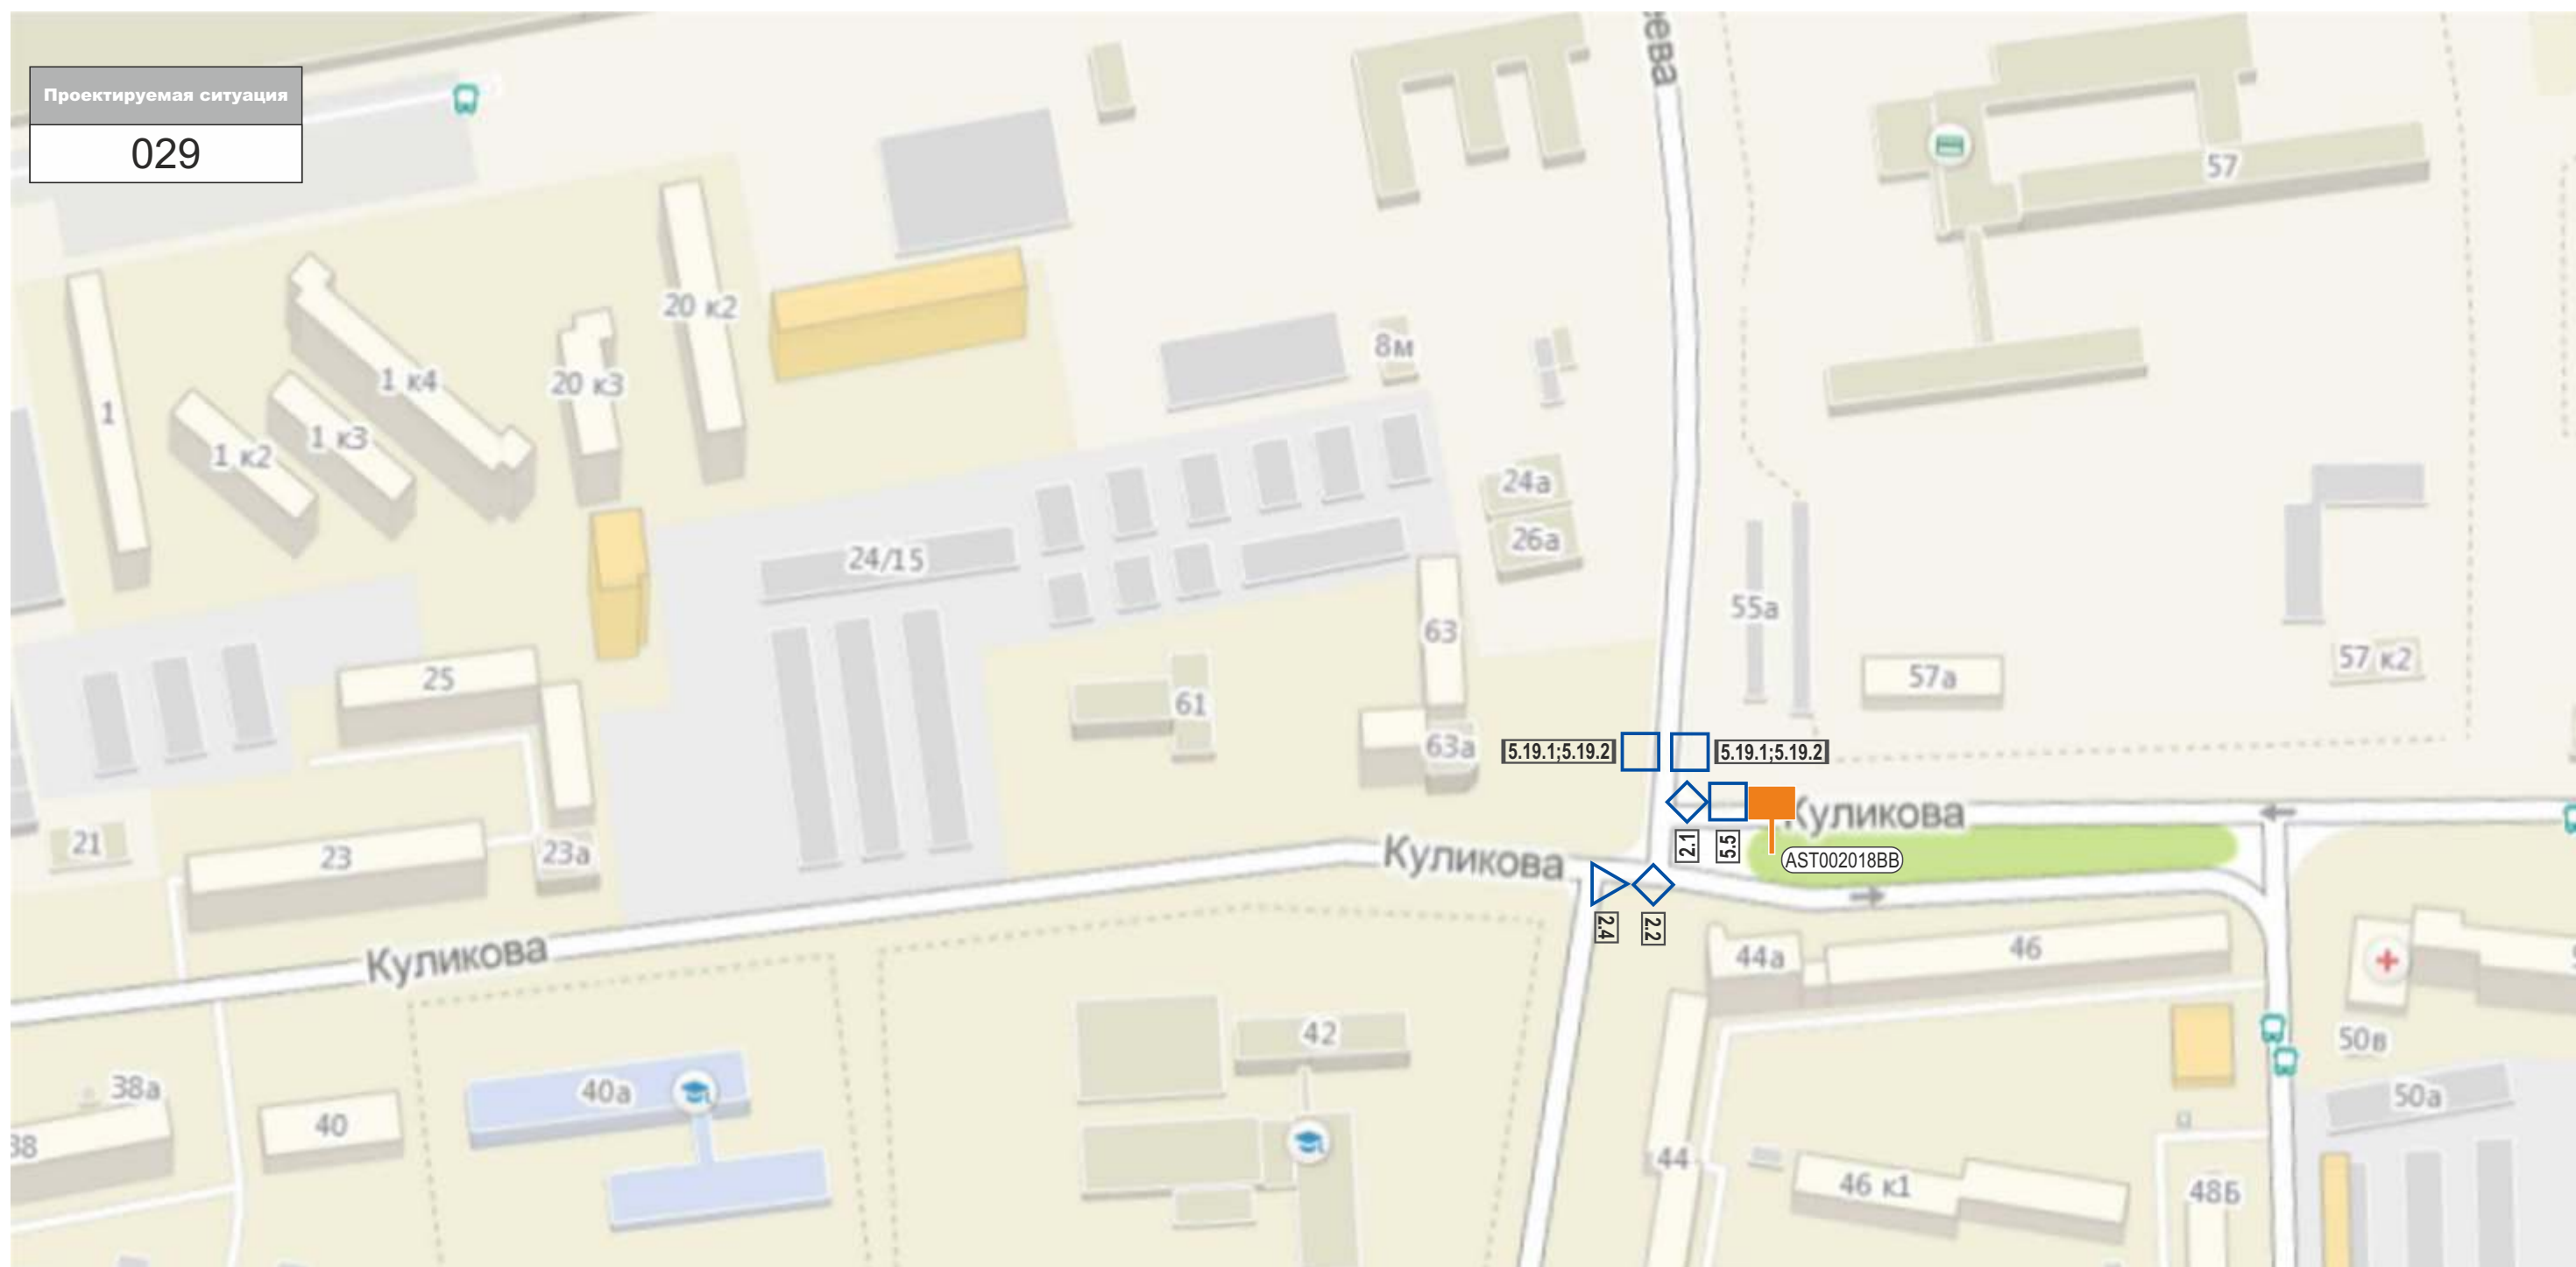 Проектируемая ситуация
029
ева
57
20 к2
8м
1 к4
20 к3
1
1 к3
1 к2
24а
26а
24/15
55а
63
57 к2
25
57а
61
63а
5.19.1;5.19.2
5.19.1;5.19.2
Куликова
2.1
5.5
21
23
23а
Куликова
AST002018BB
2.4
2.2
Куликова
44а
46
42
50в
38а
40а
50а
40
38
44
46 к1
48Б